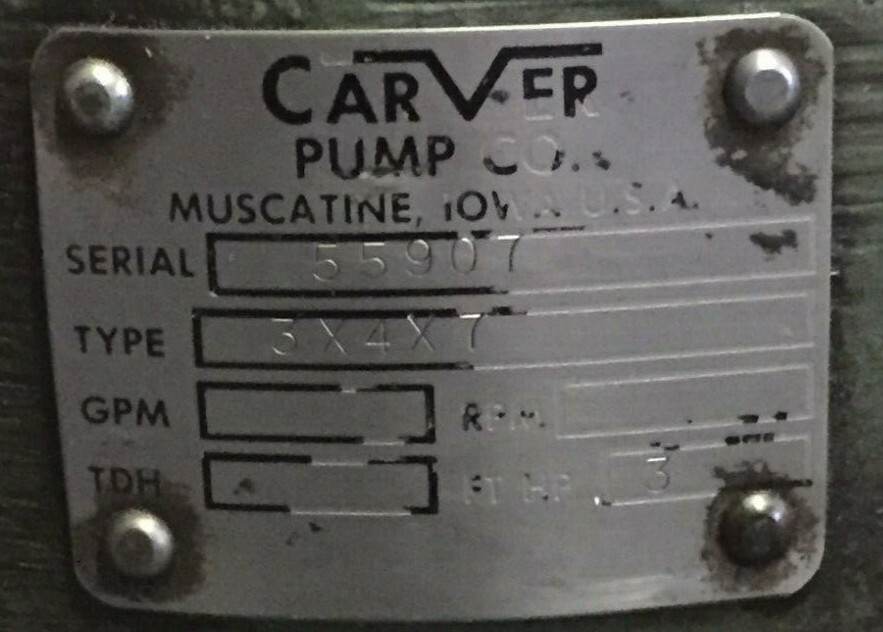 CARVER
PUMP CO.
MUSCATINE, IOWA U.S.A.
SERIAL 55907
TYPE 3X4X7
GPM RPM
TDH FT HP 3